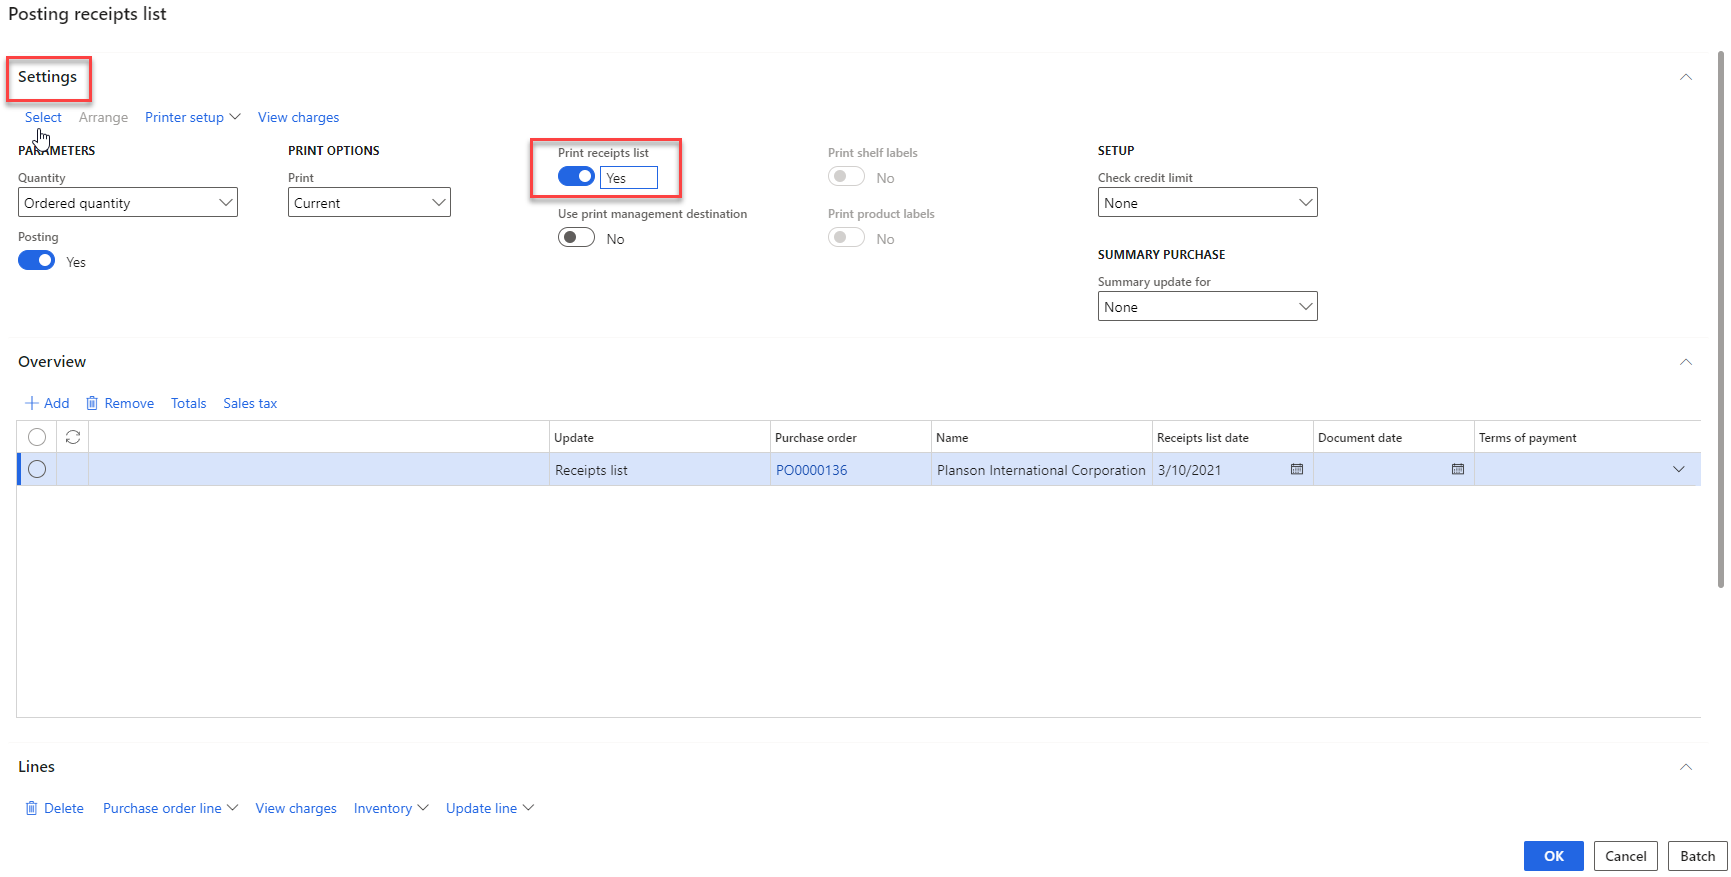 Posting receipts list
Settings
Select Arrange Printer setup View charges
PARAMETERS
Quantity
Ordered quantity
Posting
Yes
PRINT OPTIONS
Print
Current
Print receipts list
Yes
Use print management destination
No
Print shelf labels
No
Print product labels
No
SETUP
Check credit limit
None
SUMMARY PURCHASE
Summary update for
None
Overview
Add Remove Totals Sales tax
Update Purchase order Name Receipts list date Document date Terms of payment
Receipts list PO0000136 Planson International Corporation 3/10/2021
Lines
Delete Purchase order line View charges Inventory Update line
OK Cancel Batch